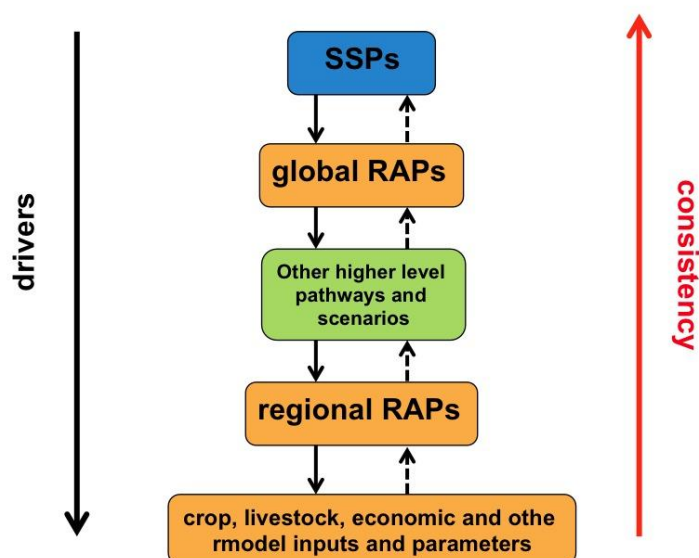 SSPs
global RAPs
Other higher level
pathways and
scenarios
regional RAPs
crop, livestock, economic and othe
rmodel inputs and parameters
drivers
consistency